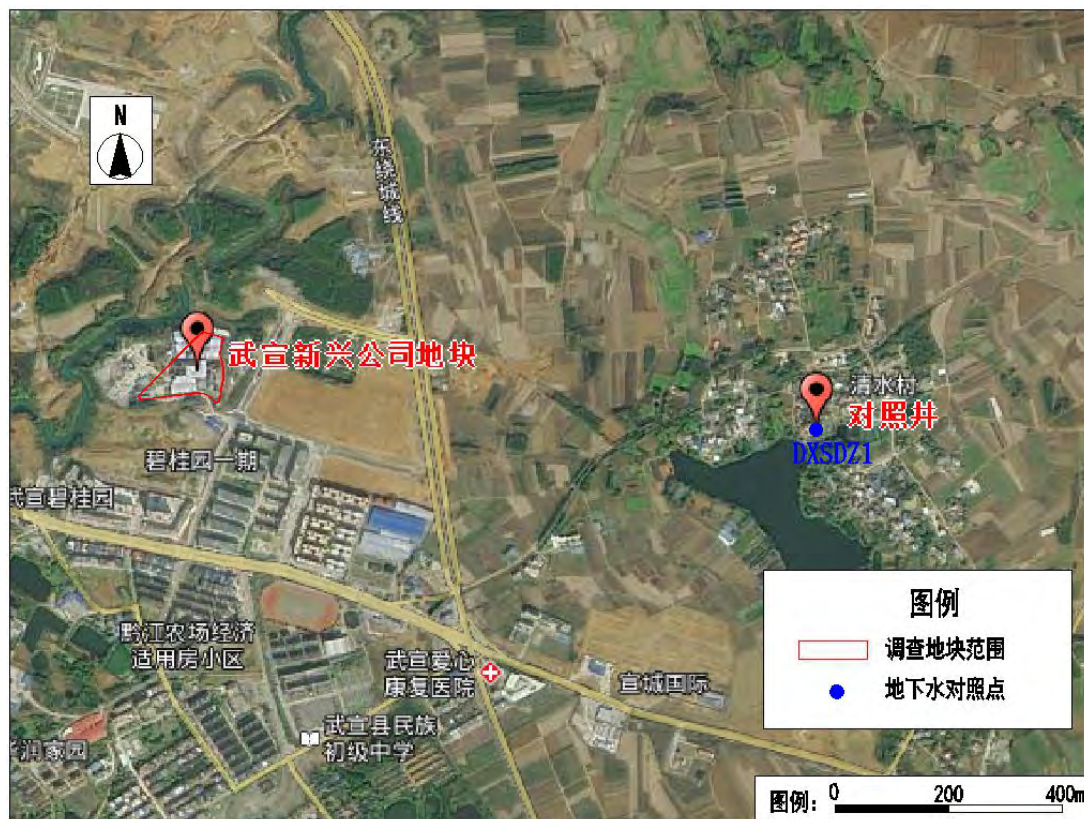 N
东绕城线
武宣新兴公司地块
清水村
对照井
DXSDZ1
碧桂园一期
武宣碧桂园
黔江农场经济
适用房小区
武宣爱心
康复医院
宣城国际
武宣县民族
初级中学
润家园
图例
调查地块范围
地下水对照点
图例：
0
200
400m